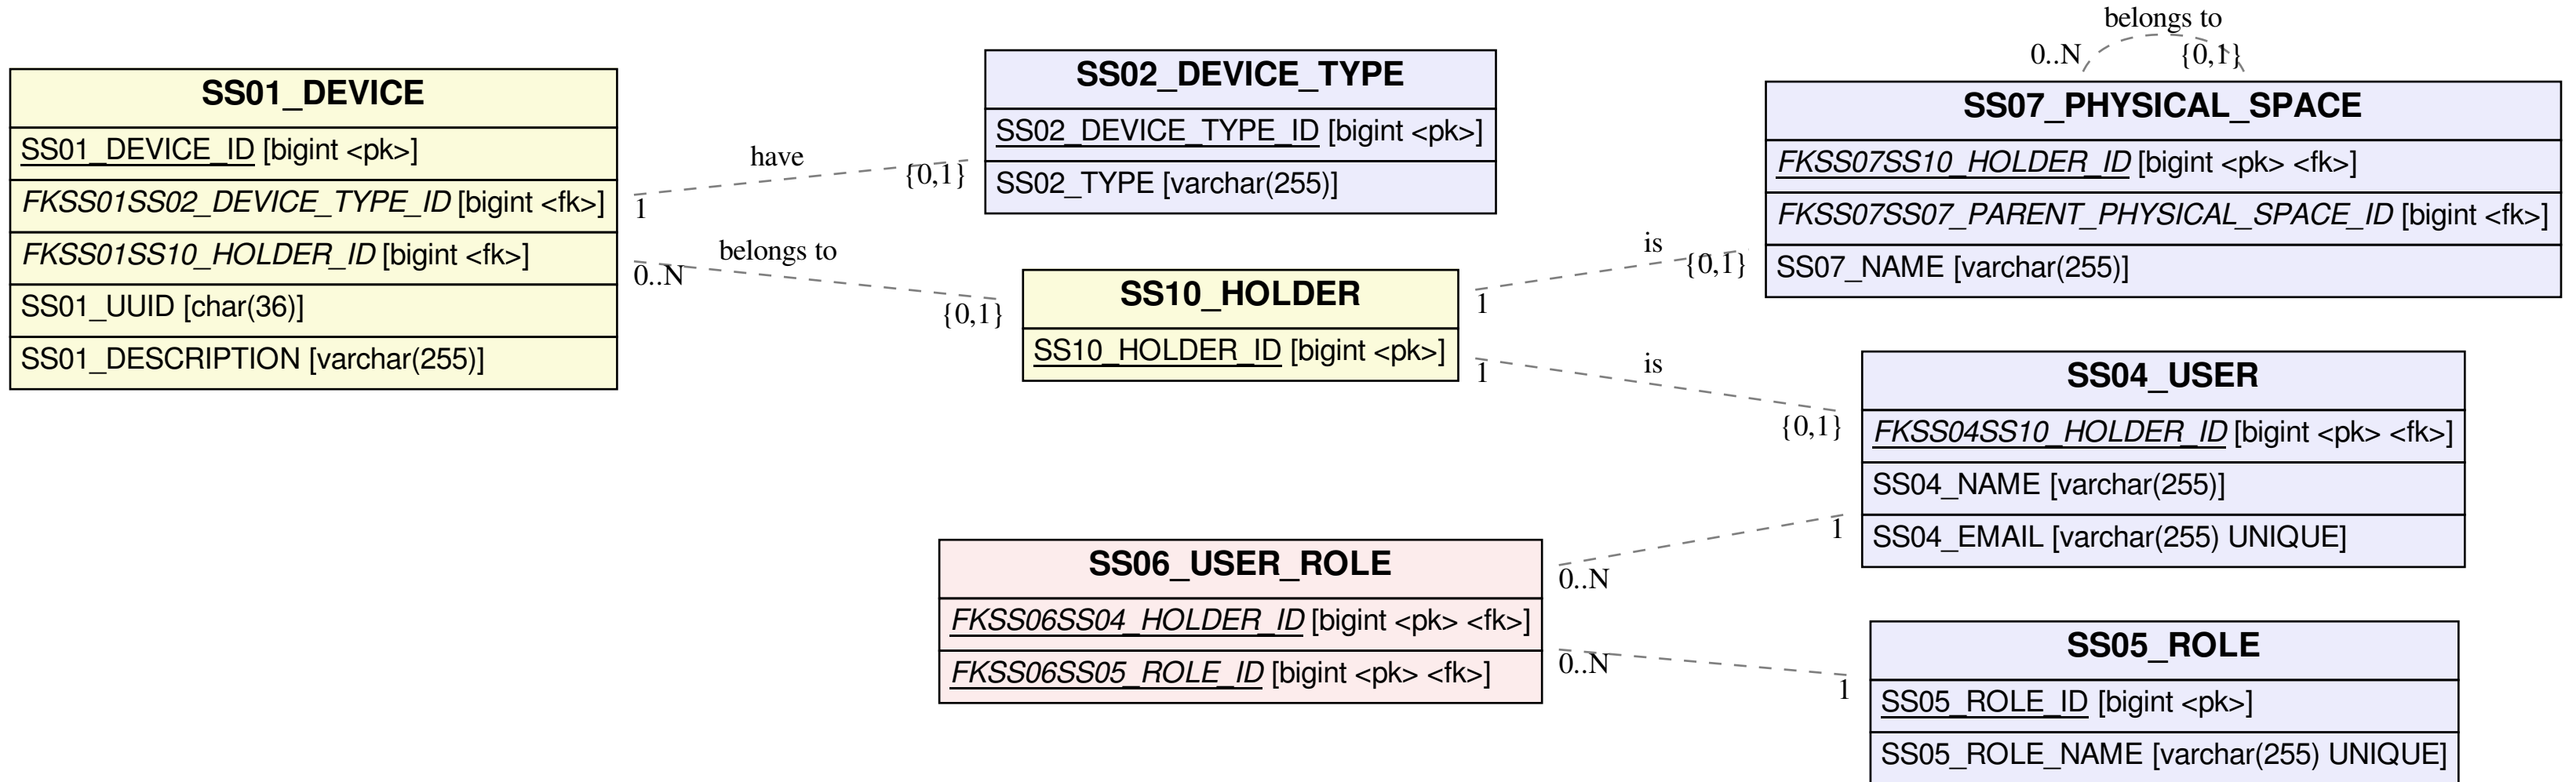 SS01_DEVICE
SS01_DEVICE_ID [bigint <pk>]
FKSS01SS02_DEVICE_TYPE_ID [bigint <fk>]
FKSS01SS10_HOLDER_ID [bigint <fk>]
SS01_UUID [char(36)]
SS01_DESCRIPTION [varchar(255)]
have
1
{0,1}
belongs to
0..N
{0,1}
SS02_DEVICE_TYPE
SS02_DEVICE_TYPE_ID [bigint <pk>]
SS02_TYPE [varchar(255)]
SS10_HOLDER
SS10_HOLDER_ID [bigint <pk>]
is
1
{0,1}
is
1
{0,1}
belongs to
0..N
{0,1}
SS07_PHYSICAL_SPACE
FKSS07SS10_HOLDER_ID [bigint <pk> <fk>]
FKSS07SS07_PARENT_PHYSICAL_SPACE_ID [bigint <fk>]
SS07_NAME [varchar(255)]
SS04_USER
FKSS04SS10_HOLDER_ID [bigint <pk> <fk>]
SS04_NAME [varchar(255)]
SS04_EMAIL [varchar(255) UNIQUE]
SS06_USER_ROLE
FKSS06SS04_HOLDER_ID [bigint <pk> <fk>]
FKSS06SS05_ROLE_ID [bigint <pk> <fk>]
0..N
1
0..N
1
SS05_ROLE
SS05_ROLE_ID [bigint <pk>]
SS05_ROLE_NAME [varchar(255) UNIQUE]